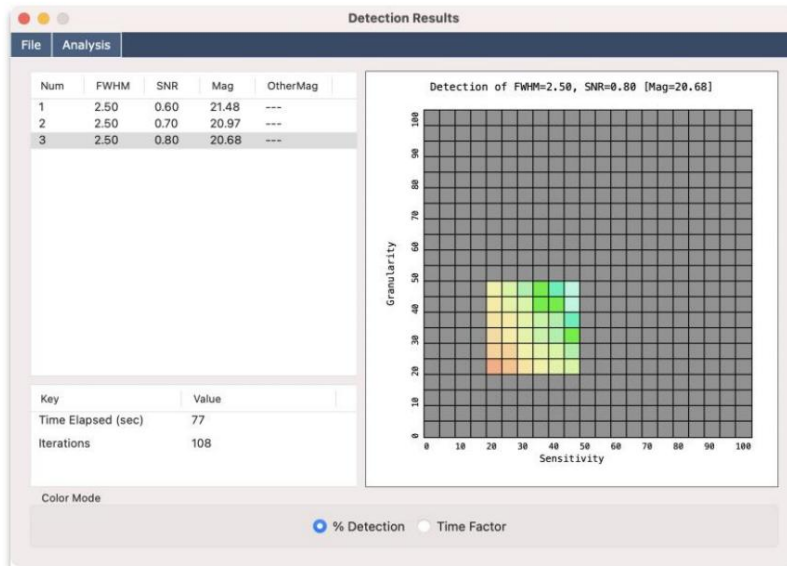 Detection Results
File Analysis
Num FWHM SNR Mag OtherMag
1 2.50 0.60 21.48 ---
2 2.50 0.70 20.97 ---
3 2.50 0.80 20.68 ---
Key Value
Time Elapsed (sec) 77
Iterations 108
Detection of FWHM=2.50, SNR=0.80 [Mag=20.68]
Granularity
100
90
80
70
60
50
40
30
20
10
0
0 10 20 30 40 50 60 70 80 90 100
Sensitivity
Color Mode
% Detection Time Factor